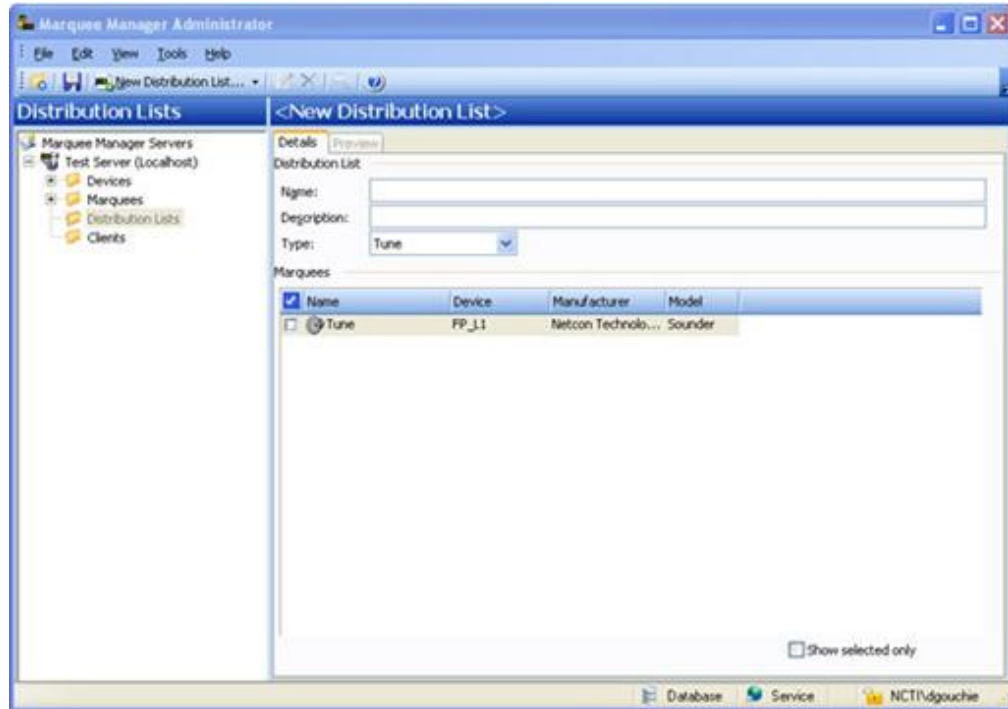 Marquee Manager Administrator
File Edit View Tools Help
New Distribution List...
Distribution Lists
<New Distribution List>
Marquee Manager Servers
Test Server (Localhost)
Devices
Marquees
Distribution Lists
Clients
Details Preview
Distribution List
Name:
Description:
Type: Tune
Marquees
Name Device Manufacturer Model
Tune FP_L1 Netcon Technolo... Sounder
Show selected only
Database Service NCTI\dgouchie